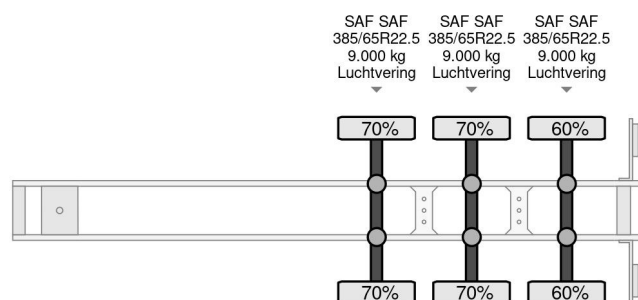 SAF SAF
385/65R22.5
9.000 kg
Luchtvering
SAF SAF
385/65R22.5
9.000 kg
Luchtvering
SAF SAF
385/65R22.5
9.000 kg
Luchtvering
70% 70% 60%
70% 70% 60%